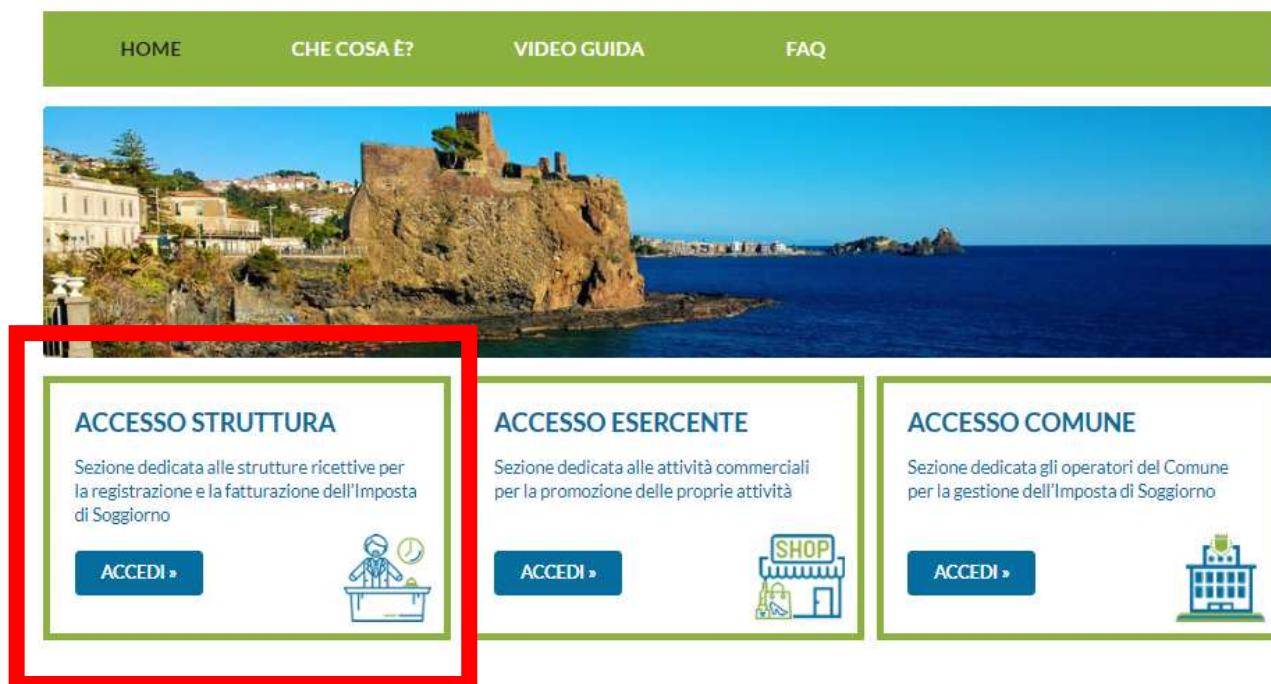 HOME CHE COSA È? VIDEO GUIDA FAQ
ACCESSO STRUTTURA
Sezione dedicata alle strutture ricettive per
la registrazione e la fatturazione dell'Imposta
di Soggiorno
ACCEDI »
ACCESSO ESERCENTE
Sezione dedicata alle attività commerciali
per la promozione delle proprie attività
ACCEDI »
SHOP
ACCESSO COMUNE
Sezione dedicata gli operatori del Comune
per la gestione dell'Imposta di Soggiorno
ACCEDI »